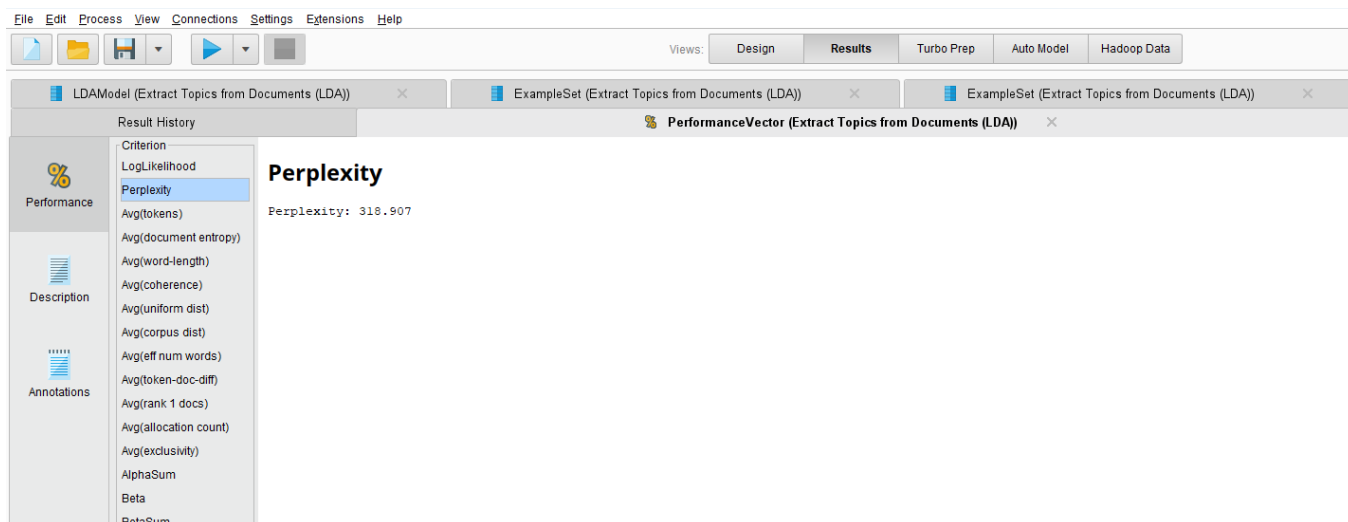 File Edit Process View Connections Settings Extensions Help
Views: Design Results Turbo Prep Auto Model Hadoop Data
LDAModel (Extract Topics from Documents (LDA)) ExampleSet (Extract Topics from Documents (LDA)) ExampleSet (Extract Topics from Documents (LDA))
Result History % PerformanceVector (Extract Topics from Documents (LDA))
%
Performance
Description
Annotations
Criterion
LogLikelihood
Perplexity
Avg(tokens)
Avg(document entropy)
Avg(word-length)
Avg(coherence)
Avg(uniform dist)
Avg(corpus dist)
Avg(eff num words)
Avg(token-doc-diff)
Avg(rank 1 docs)
Avg(allocation count)
Avg(exclusivity)
AlphaSum
Beta
BetaSum
Perplexity
Perplexity: 318.907